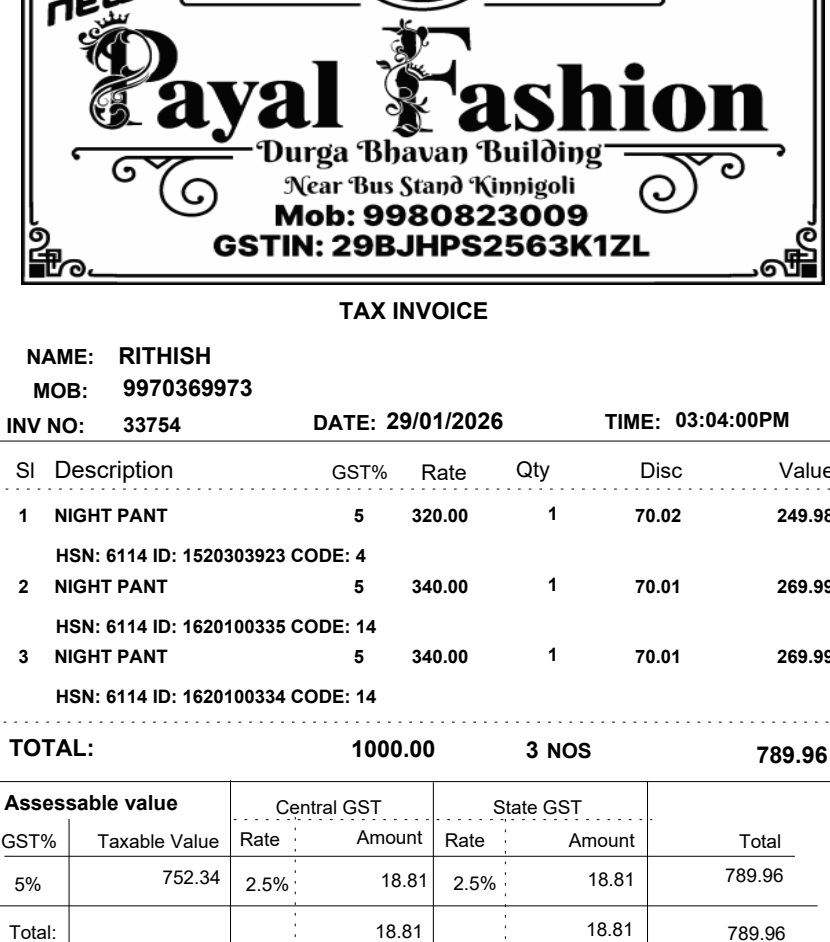 new
Payal Fashion
Durga Bhavan Building
Near Bus Stand Kinnigoli
Mob: 9980823009
GSTIN: 29BJHPS2563K1ZL
TAX INVOICE
NAME: RITHISH
MOB: 9970369973
INV NO: 33754 DATE: 29/01/2026 TIME: 03:04:00PM
Sl Description GST% Rate Qty Disc Value
1 NIGHT PANT 5 320.00 1 70.02 249.98
HSN: 6114 ID: 1520303923 CODE: 4
2 NIGHT PANT 5 340.00 1 70.01 269.99
HSN: 6114 ID: 1620100335 CODE: 14
3 NIGHT PANT 5 340.00 1 70.01 269.99
HSN: 6114 ID: 1620100334 CODE: 14
TOTAL: 1000.00 3 NOS 789.96
Assessable value Central GST State GST
GST% Taxable Value Rate Amount Rate Amount Total
5% 752.34 2.5% 18.81 2.5% 18.81 789.96
Total: 18.81 18.81 789.96